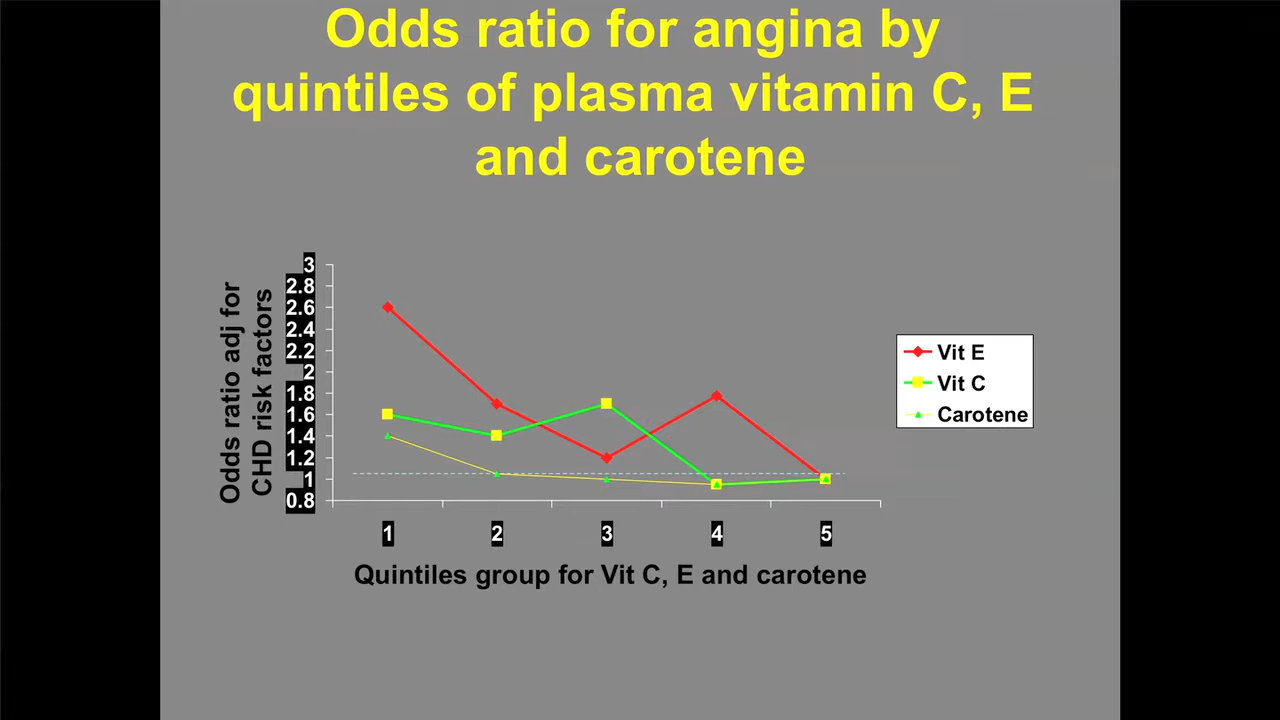 Odds ratio for angina by
quintiles of plasma vitamin C, E
and carotene
Odds ratio adj for
CHD risk factors
3
2.8
2.6
2.4
2.2
2
1.8
1.6
1.4
1.2
1
0.8
1 2 3 4 5
Quintiles group for Vit C, E and carotene
Vit E
Vit C
Carotene